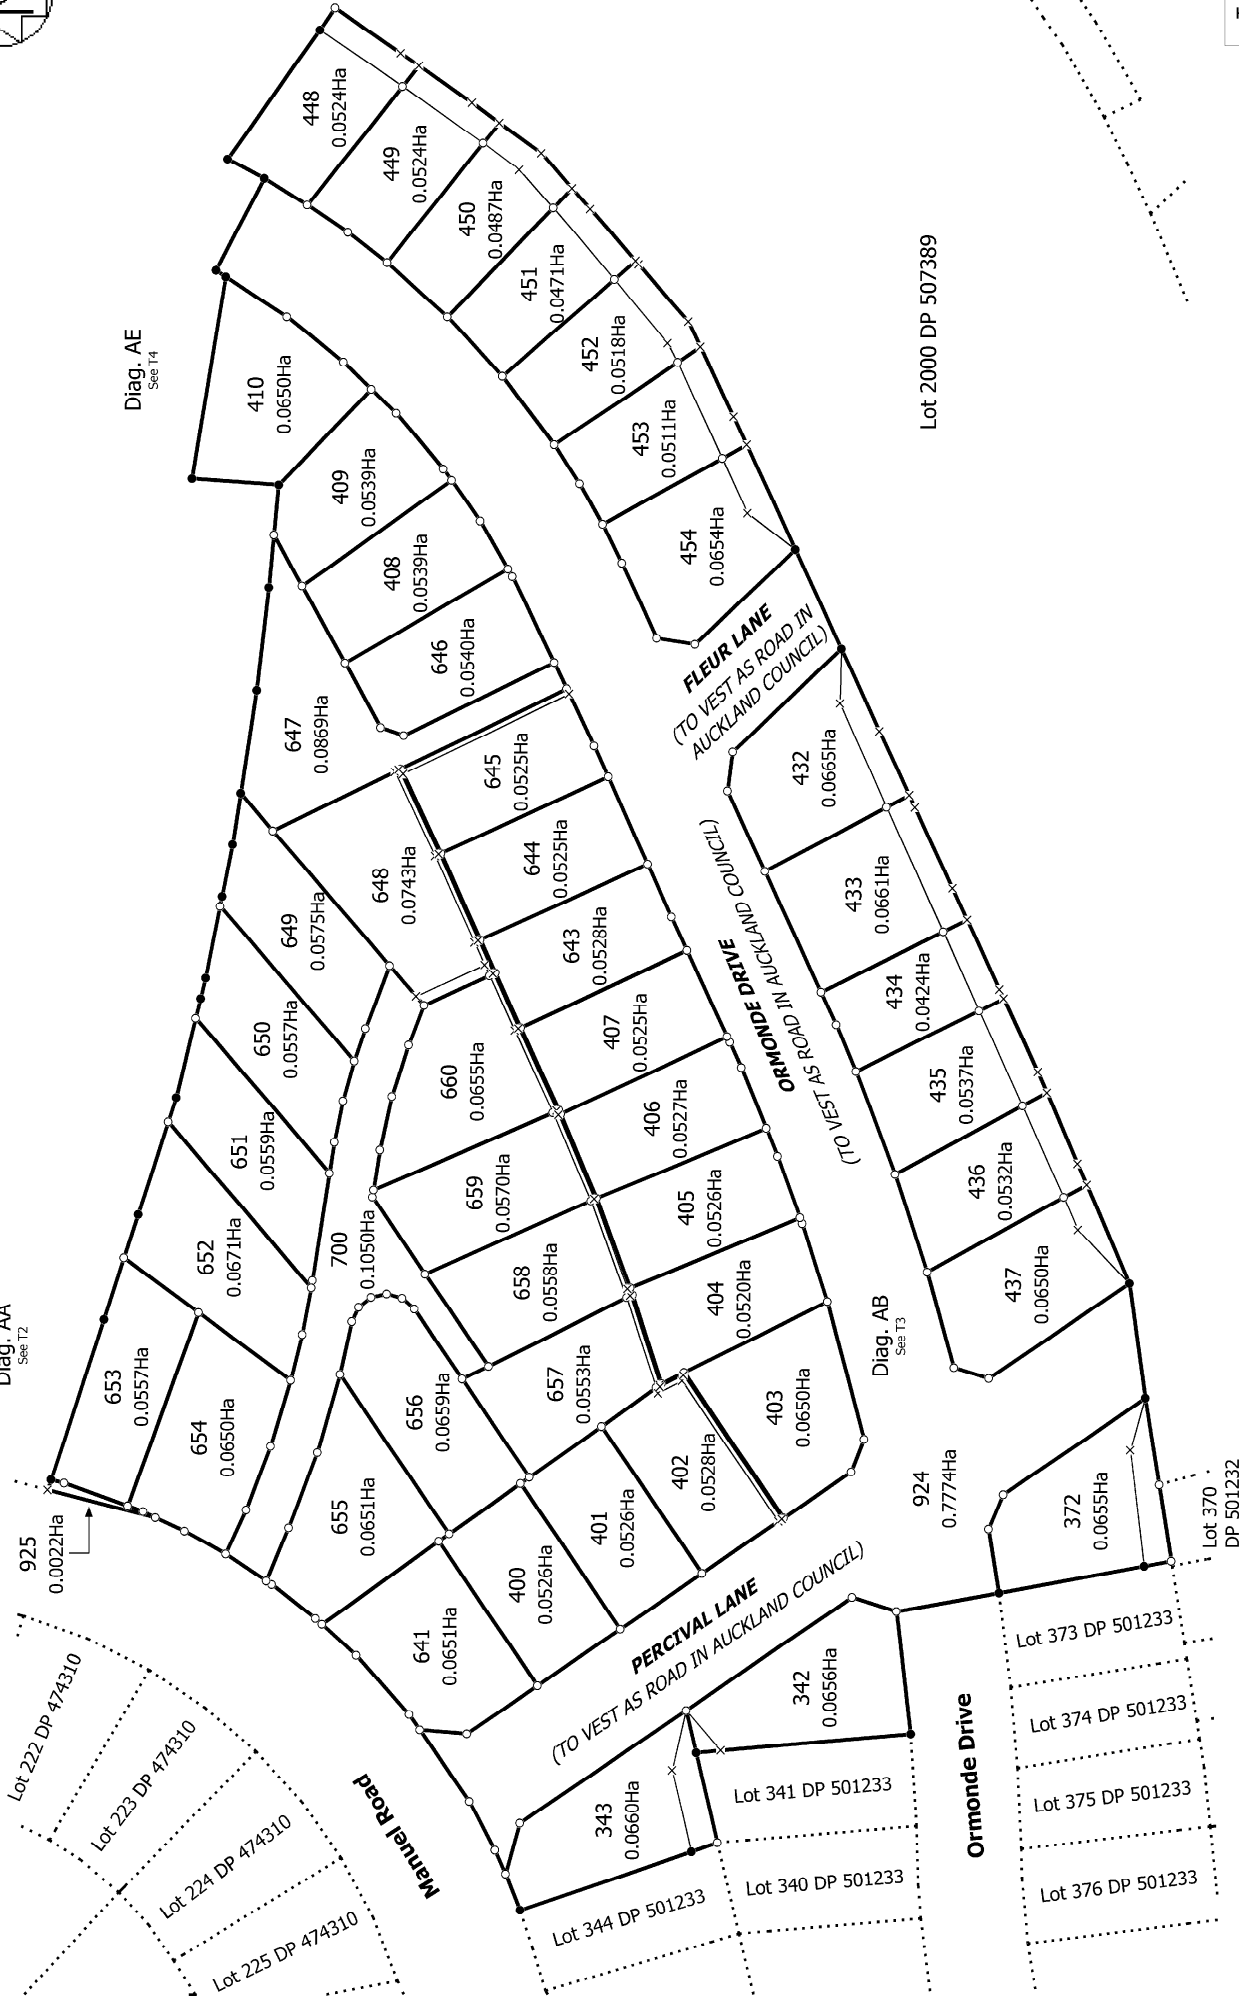 448
0.0524Ha
449
0.0524Ha
450
0.0487Ha
451
0.0471Ha
452
0.0518Ha
453
0.0511Ha
454
0.0654Ha
Diag. AE
See T4
410
0.0650Ha
409
0.0539Ha
408
0.0539Ha
646
0.0540Ha
Lot 2000 DP 507389
FLEUR LANE
(TO VEST AS ROAD IN
AUCKLAND COUNCIL)
647
0.0869Ha
645
0.0525Ha
644
0.0525Ha
643
0.0528Ha
648
0.0743Ha
649
0.0575Ha
650
0.0557Ha
651
0.0559Ha
652
0.0671Ha
653
0.0557Ha
654
0.0650Ha
432
0.0665Ha
433
0.0661Ha
434
0.0424Ha
435
0.0537Ha
436
0.0532Ha
437
0.0650Ha
ORMONDE DRIVE
(TO VEST AS ROAD IN AUCKLAND COUNCIL)
407
0.0525Ha
406
0.0527Ha
405
0.0526Ha
404
0.0520Ha
403
0.0650Ha
660
0.0655Ha
659
0.0570Ha
658
0.0558Ha
657
0.0553Ha
656
0.0659Ha
655
0.0651Ha
700
0.1050Ha
Diag. AA
See T2
Diag. AB
See T3
925
0.0022Ha
402
0.0528Ha
401
0.0526Ha
400
0.0526Ha
641
0.0651Ha
924
0.7774Ha
372
0.0655Ha
Lot 370
DP 501232
PERCIVAL LANE
(TO VEST AS ROAD IN AUCKLAND COUNCIL)
342
0.0656Ha
343
0.0660Ha
Manuel Road
Ormonde Drive
Lot 222 DP 474310
Lot 223 DP 474310
Lot 224 DP 474310
Lot 225 DP 474310
Lot 344 DP 501233
Lot 341 DP 501233
Lot 340 DP 501233
Lot 373 DP 501233
Lot 374 DP 501233
Lot 375 DP 501233
Lot 376 DP 501233